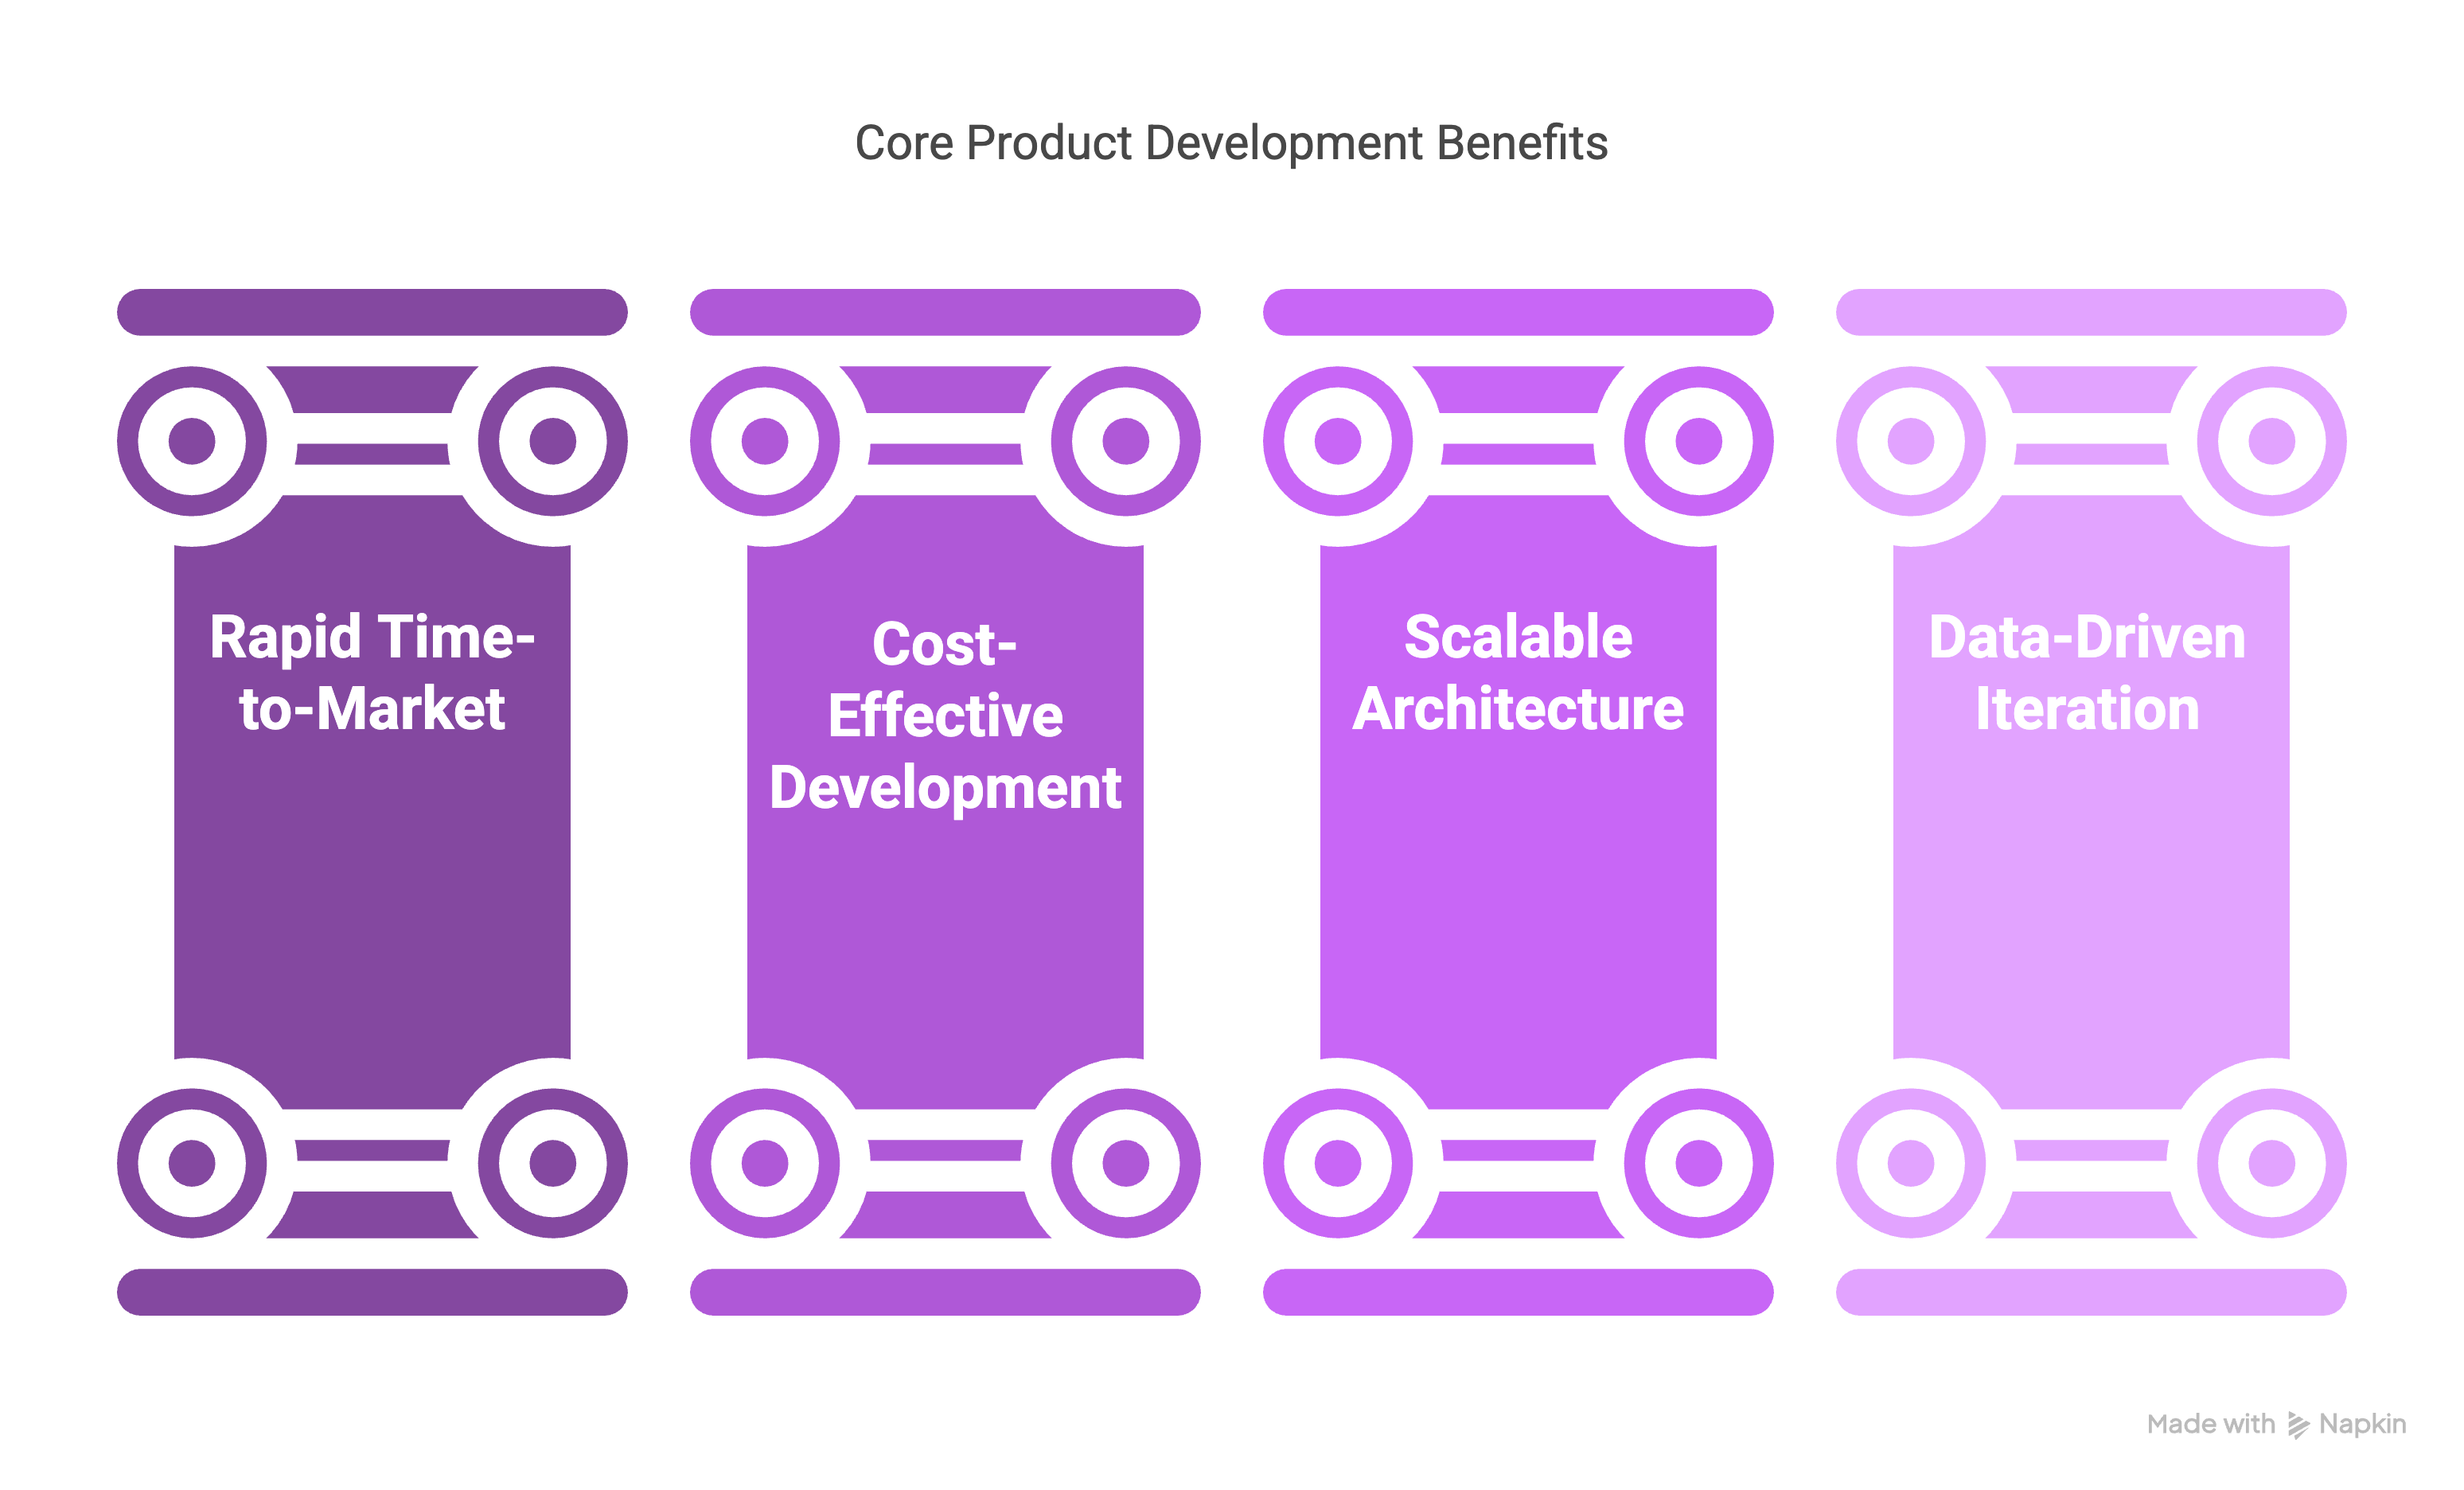 Core Product Development Benefits
Rapid Time-
to-Market
Cost-
Effective
Development
Scalable
Architecture
Data-Driven
Iteration
Made with Napkin